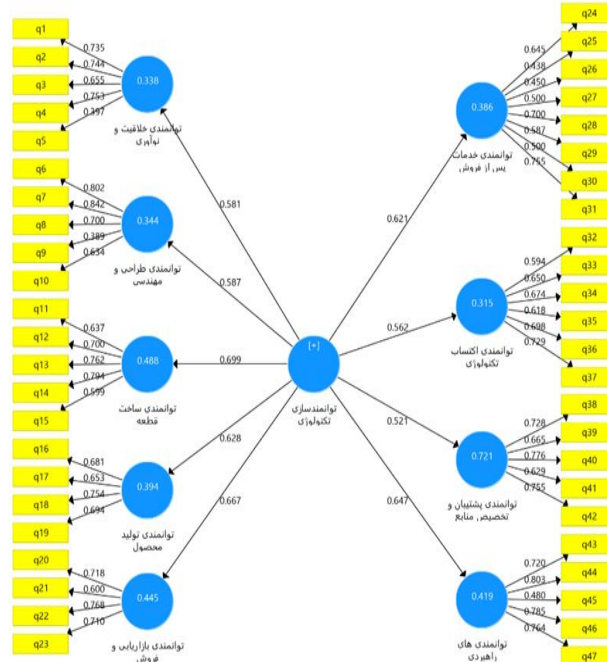 q1
q2
q3
q4
q5
0.735
0.744
0.655
0.753
0.397
0.338
توانمندی خلاقیت و
نوآوری
q6
q7
q8
q9
q10
0.802
0.842
0.700
0.389
0.634
0.344
توانمندی طراحی و
مهندسی
q11
q12
q13
q14
q15
0.637
0.700
0.762
0.794
0.599
0.488
توانمندی ساخت
قطعه
q16
q17
q18
q19
0.681
0.653
0.754
0.694
0.394
توانمندی تولید
محصول
q20
q21
q22
q23
0.718
0.600
0.768
0.710
0.445
توانمندی بازاریابی و
فروش
0.581
0.587
0.699
0.628
0.667
[+]
توانمندسازی
تکنولوژی
0.621
0.562
0.521
0.647
q24
q25
q26
q27
q28
q29
q30
q31
0.645
0.438
0.450
0.500
0.700
0.587
0.500
0.755
0.386
توانمندی خدمات
پس از فروش
q32
q33
q34
q35
q36
q37
0.594
0.650
0.674
0.618
0.698
0.729
0.315
توانمندی اکتساب
تکنولوژی
q38
q39
q40
q41
q42
0.728
0.665
0.776
0.629
0.755
0.721
توانمندی پشتیبان و
تخصیص منابع
q43
q44
q45
q46
q47
0.720
0.803
0.480
0.785
0.764
0.419
توانمندی های
راهبردی